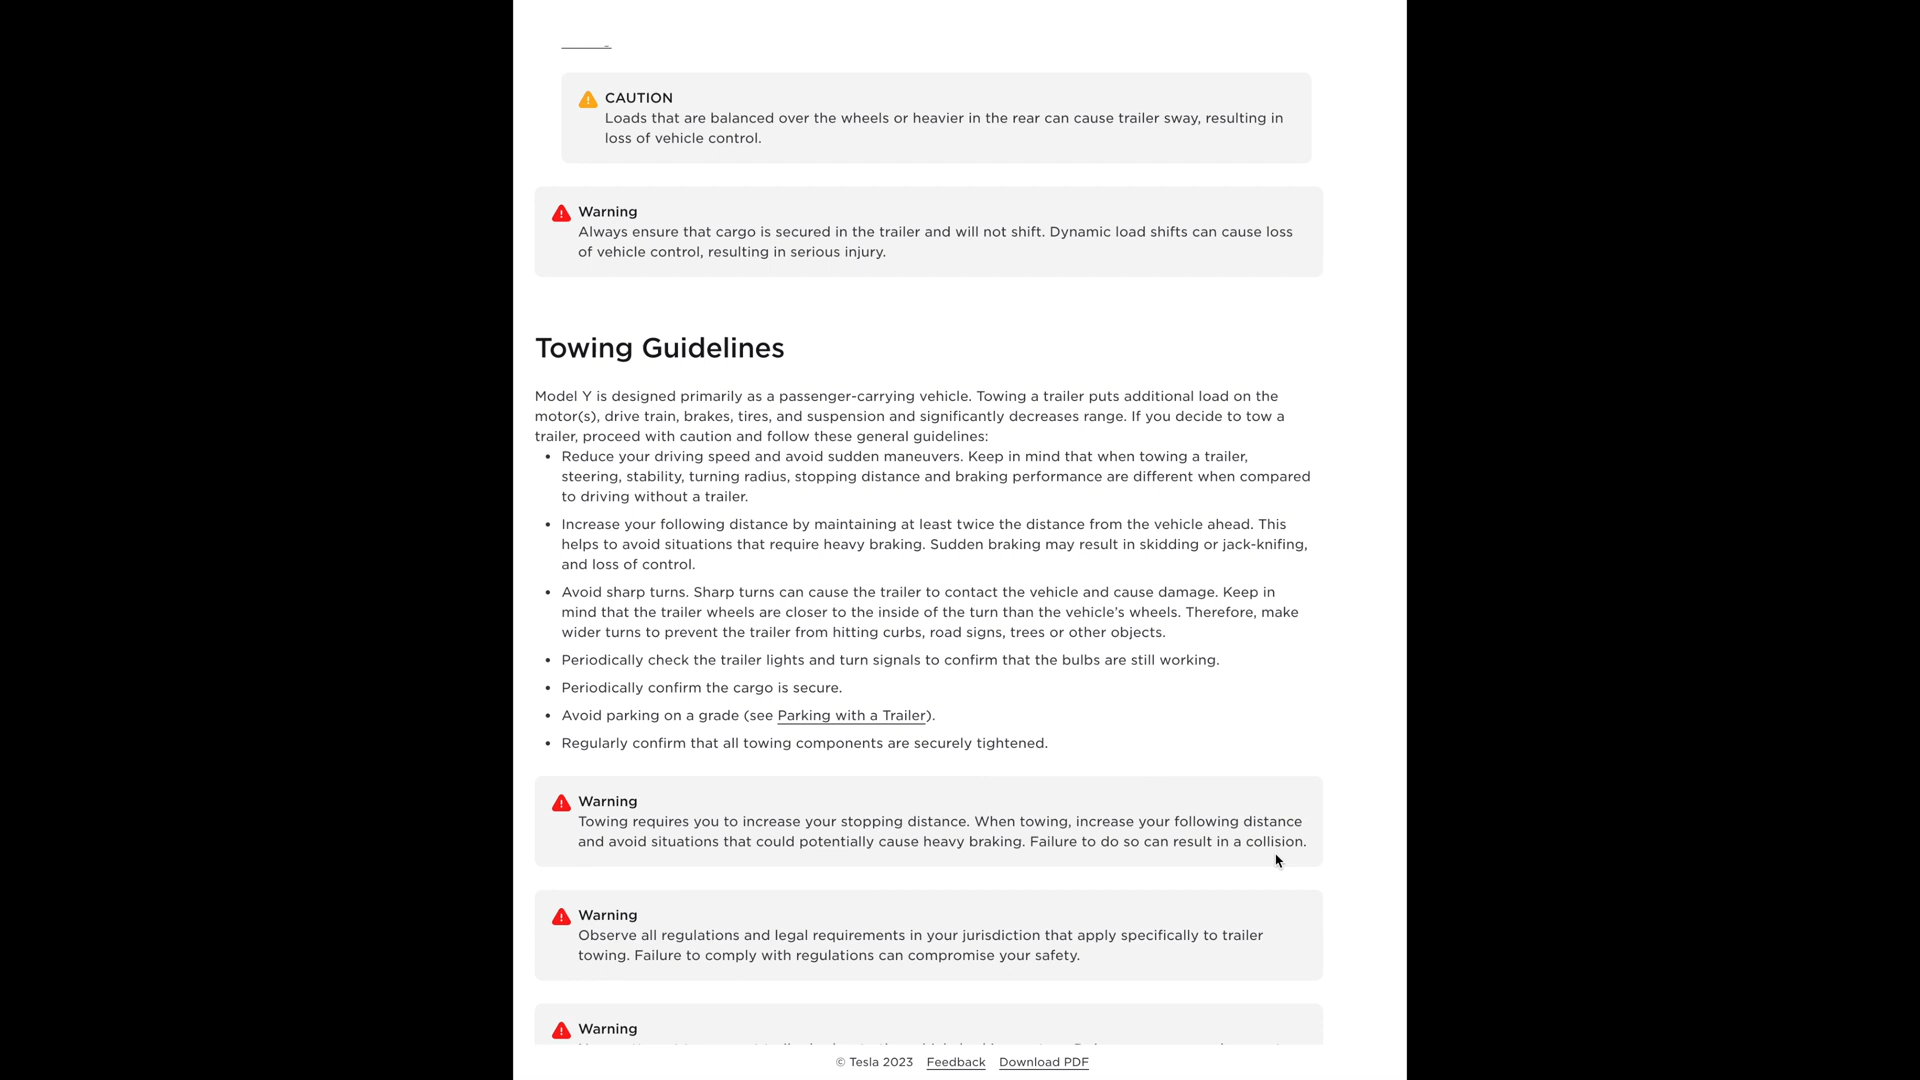 CAUTION
Loads that are balanced over the wheels or heavier in the rear can cause trailer sway, resulting in
loss of vehicle control.
Warning
Always ensure that cargo is secured in the trailer and will not shift. Dynamic load shifts can cause loss
of vehicle control, resulting in serious injury.
Towing Guidelines
Model Y is designed primarily as a passenger-carrying vehicle. Towing a trailer puts additional load on the
motor(s), drive train, brakes, tires, and suspension and significantly decreases range. If you decide to tow a
trailer, proceed with caution and follow these general guidelines:
• Reduce your driving speed and avoid sudden maneuvers. Keep in mind that when towing a trailer,
steering, stability, turning radius, stopping distance and braking performance are different when compared
to driving without a trailer.
• Increase your following distance by maintaining at least twice the distance from the vehicle ahead. This
helps to avoid situations that require heavy braking. Sudden braking may result in skidding or jack-knifing,
and loss of control.
• Avoid sharp turns. Sharp turns can cause the trailer to contact the vehicle and cause damage. Keep in
mind that the trailer wheels are closer to the inside of the turn than the vehicle’s wheels. Therefore, make
wider turns to prevent the trailer from hitting curbs, road signs, trees or other objects.
• Periodically check the trailer lights and turn signals to confirm that the bulbs are still working.
• Periodically confirm the cargo is secure.
• Avoid parking on a grade (see Parking with a Trailer).
• Regularly confirm that all towing components are securely tightened.
Warning
Towing requires you to increase your stopping distance. When towing, increase your following distance
and avoid situations that could potentially cause heavy braking. Failure to do so can result in a collision.
Warning
Observe all regulations and legal requirements in your jurisdiction that apply specifically to trailer
towing. Failure to comply with regulations can compromise your safety.
Warning
© Tesla 2023 Feedback Download PDF